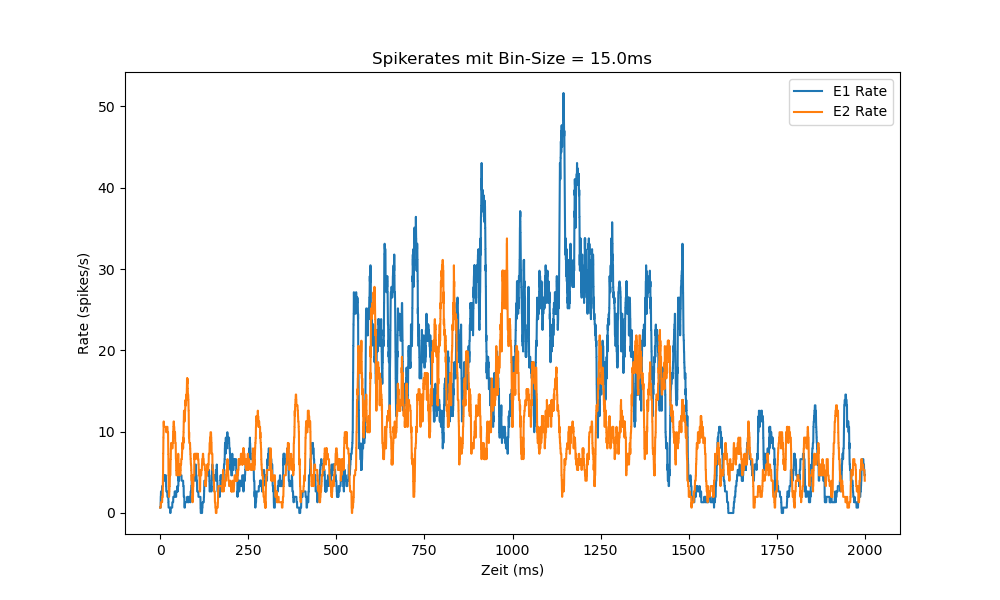 Spikerates mit Bin-Size = 15.0ms
E1 Rate
E2 Rate
Rate (spikes/s)
50
40
30
20
10
0
0 250 500 750 1000 1250 1500 1750 2000
Zeit (ms)